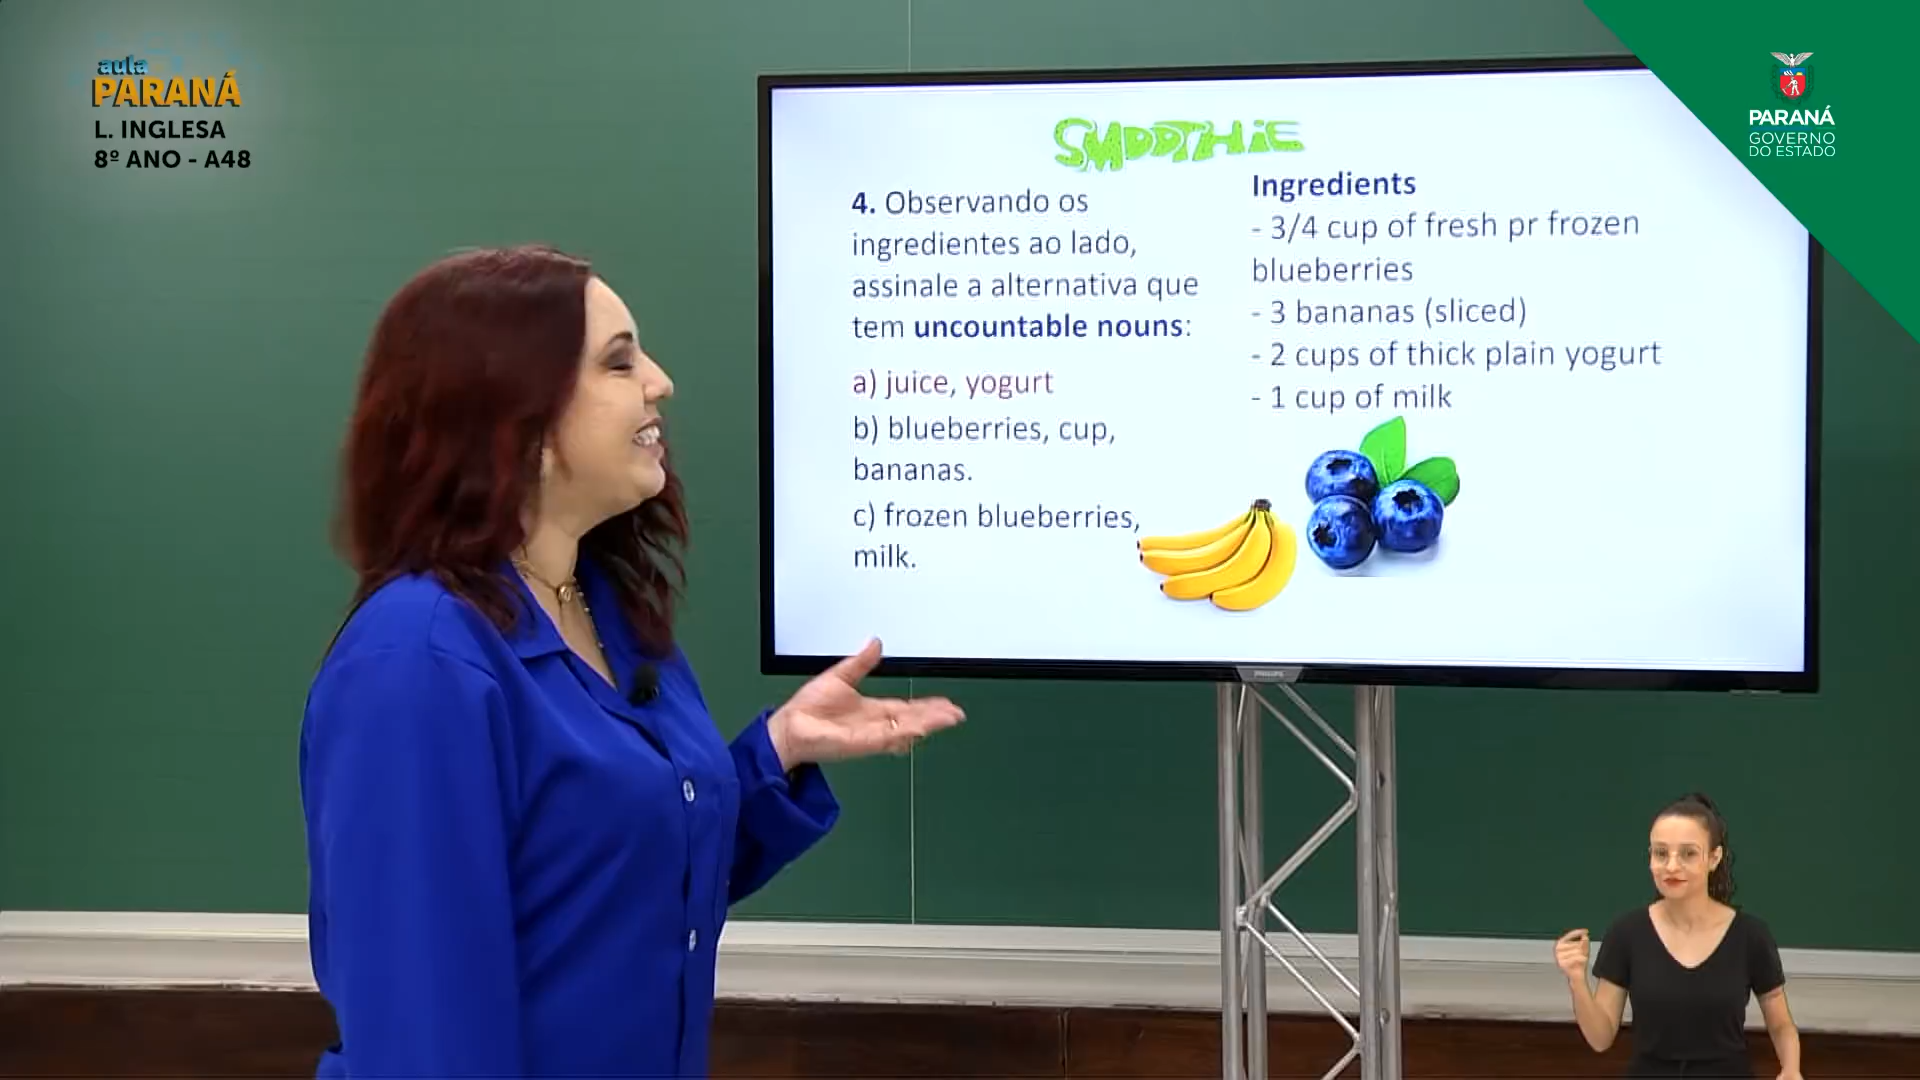 aula
PARANÁ
L. INGLESA
8º ANO - A48
SMOOTHiE
4. Observando os
ingredientes ao lado,
assinale a alternativa que
tem uncountable nouns:
a) juice, yogurt
b) blueberries, cup,
bananas.
c) frozen blueberries,
milk.
Ingredients
- 3/4 cup of fresh pr frozen
blueberries
- 3 bananas (sliced)
- 2 cups of thick plain yogurt
- 1 cup of milk
PHILIPS
PARANÁ
GOVERNO
DO ESTADO